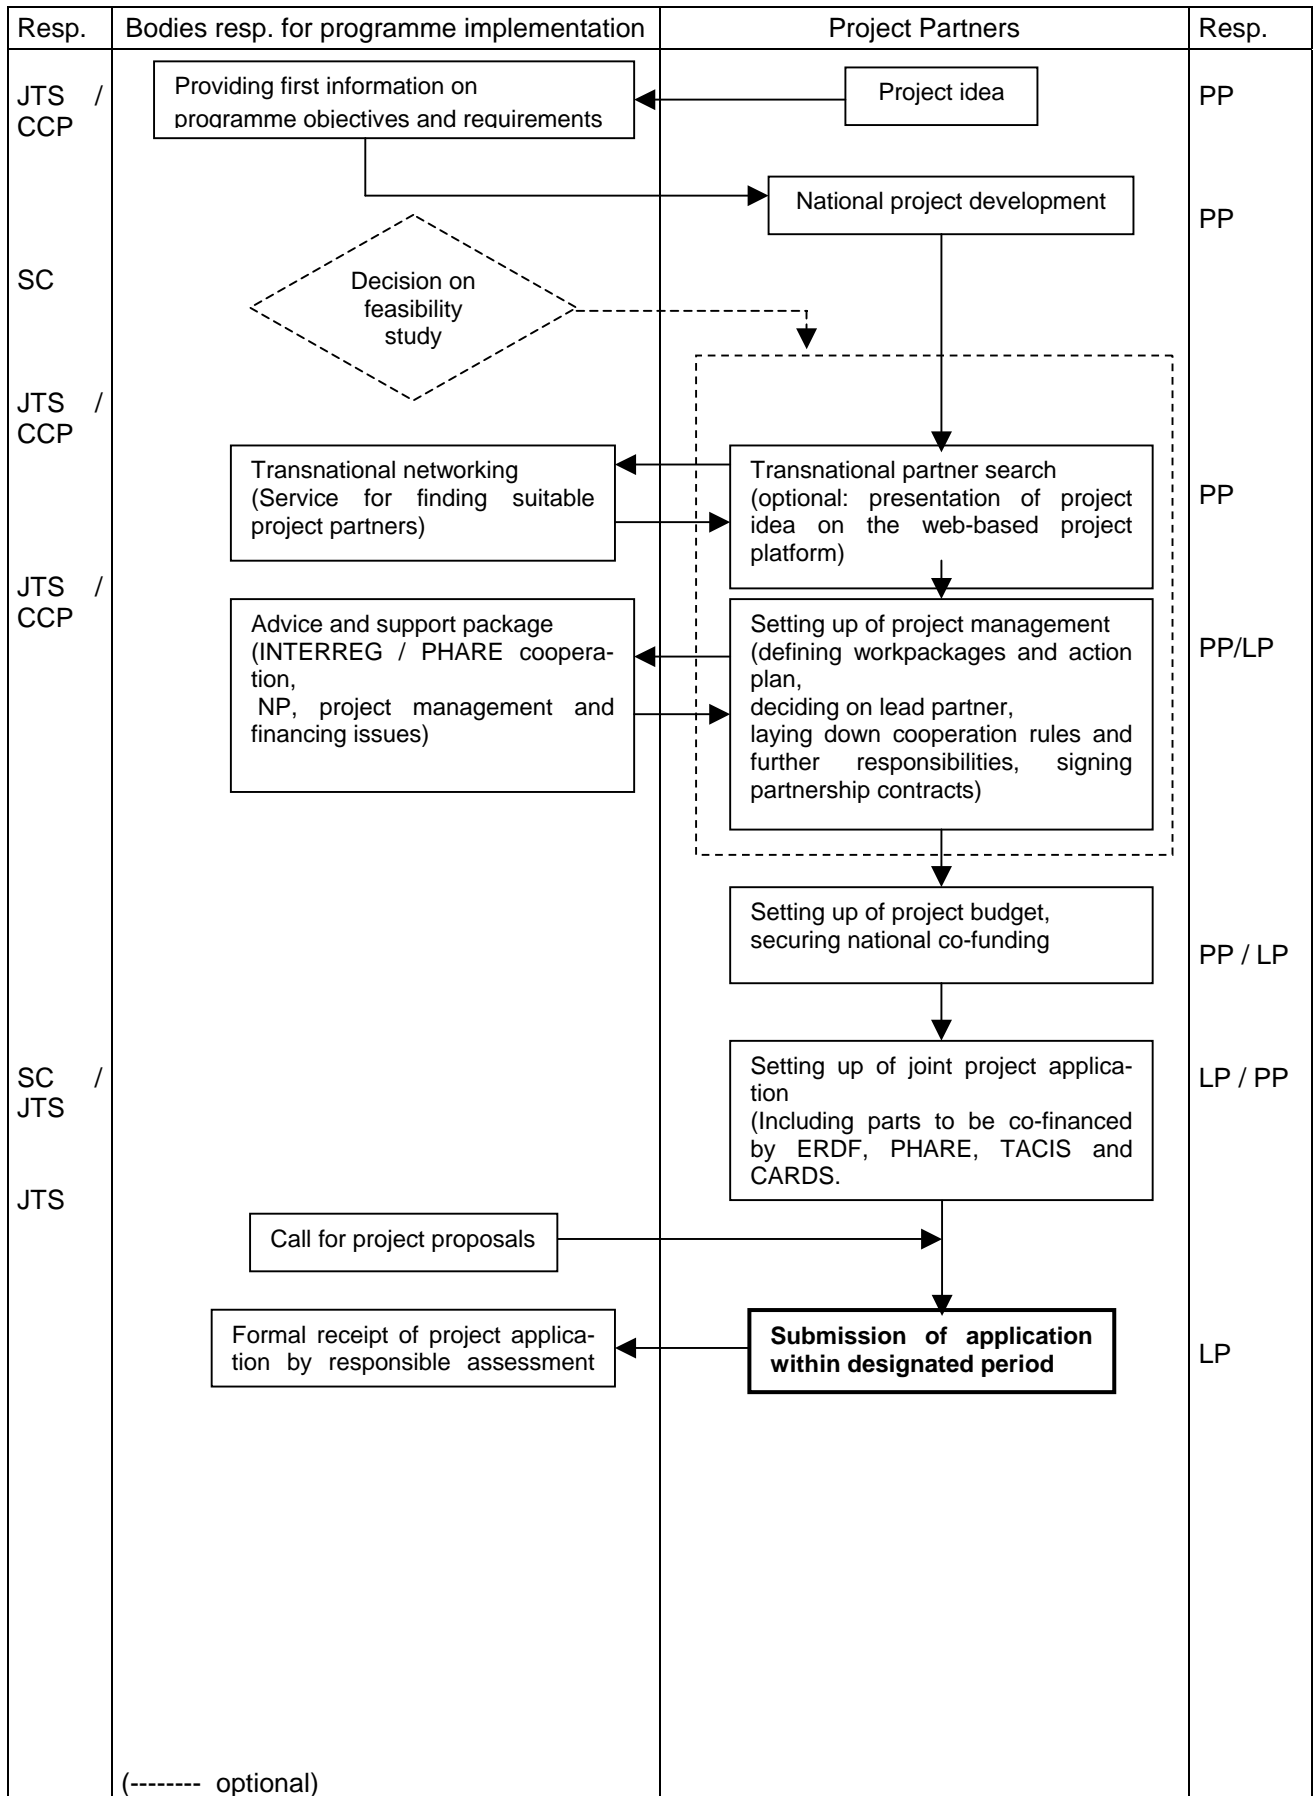 Resp.
Bodies resp. for programme implementation
Project Partners
Resp.
JTS /
CCP
Providing first information on
programme objectives and requirements
Project idea
PP
National project development
PP
SC
Decision on
feasibility
study
JTS /
CCP
Transnational networking
(Service for finding suitable
project partners)
Transnational partner search
(optional: presentation of project
idea on the web-based project
platform)
PP
JTS /
CCP
Advice and support package
(INTERREG / PHARE coopera-
tion,
NP, project management and
financing issues)
Setting up of project management
(defining workpackages and action
plan,
deciding on lead partner,
laying down cooperation rules and
further responsibilities, signing
partnership contracts)
PP/LP
Setting up of project budget,
securing national co-funding
PP / LP
SC /
JTS
Setting up of joint project applica-
tion
(Including parts to be co-financed
by ERDF, PHARE, TACIS and
CARDS.
LP / PP
JTS
Call for project proposals
Formal receipt of project applica-
tion by responsible assessment
Submission of application
within designated period
LP
(-------- optional)